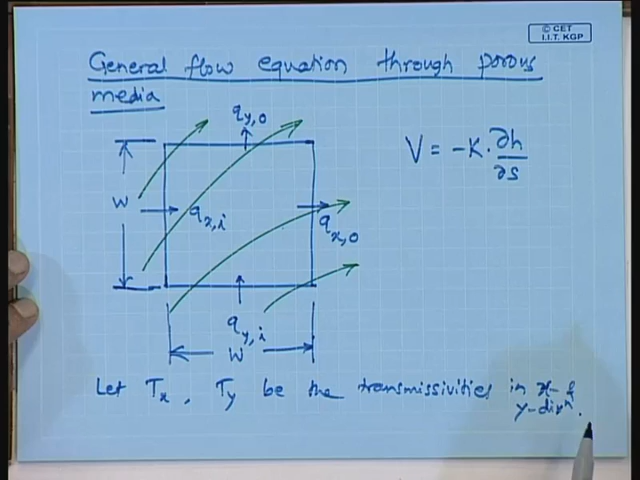 © CET
I.I.T. KGP
General flow equation through porous
media
q_y,o
V = -K . ∂h/∂s
W
q_x,i
q_x,o
q_y,i
W
Let T_x , T_y be the transmissivities in x- &
y-dirⁿ.